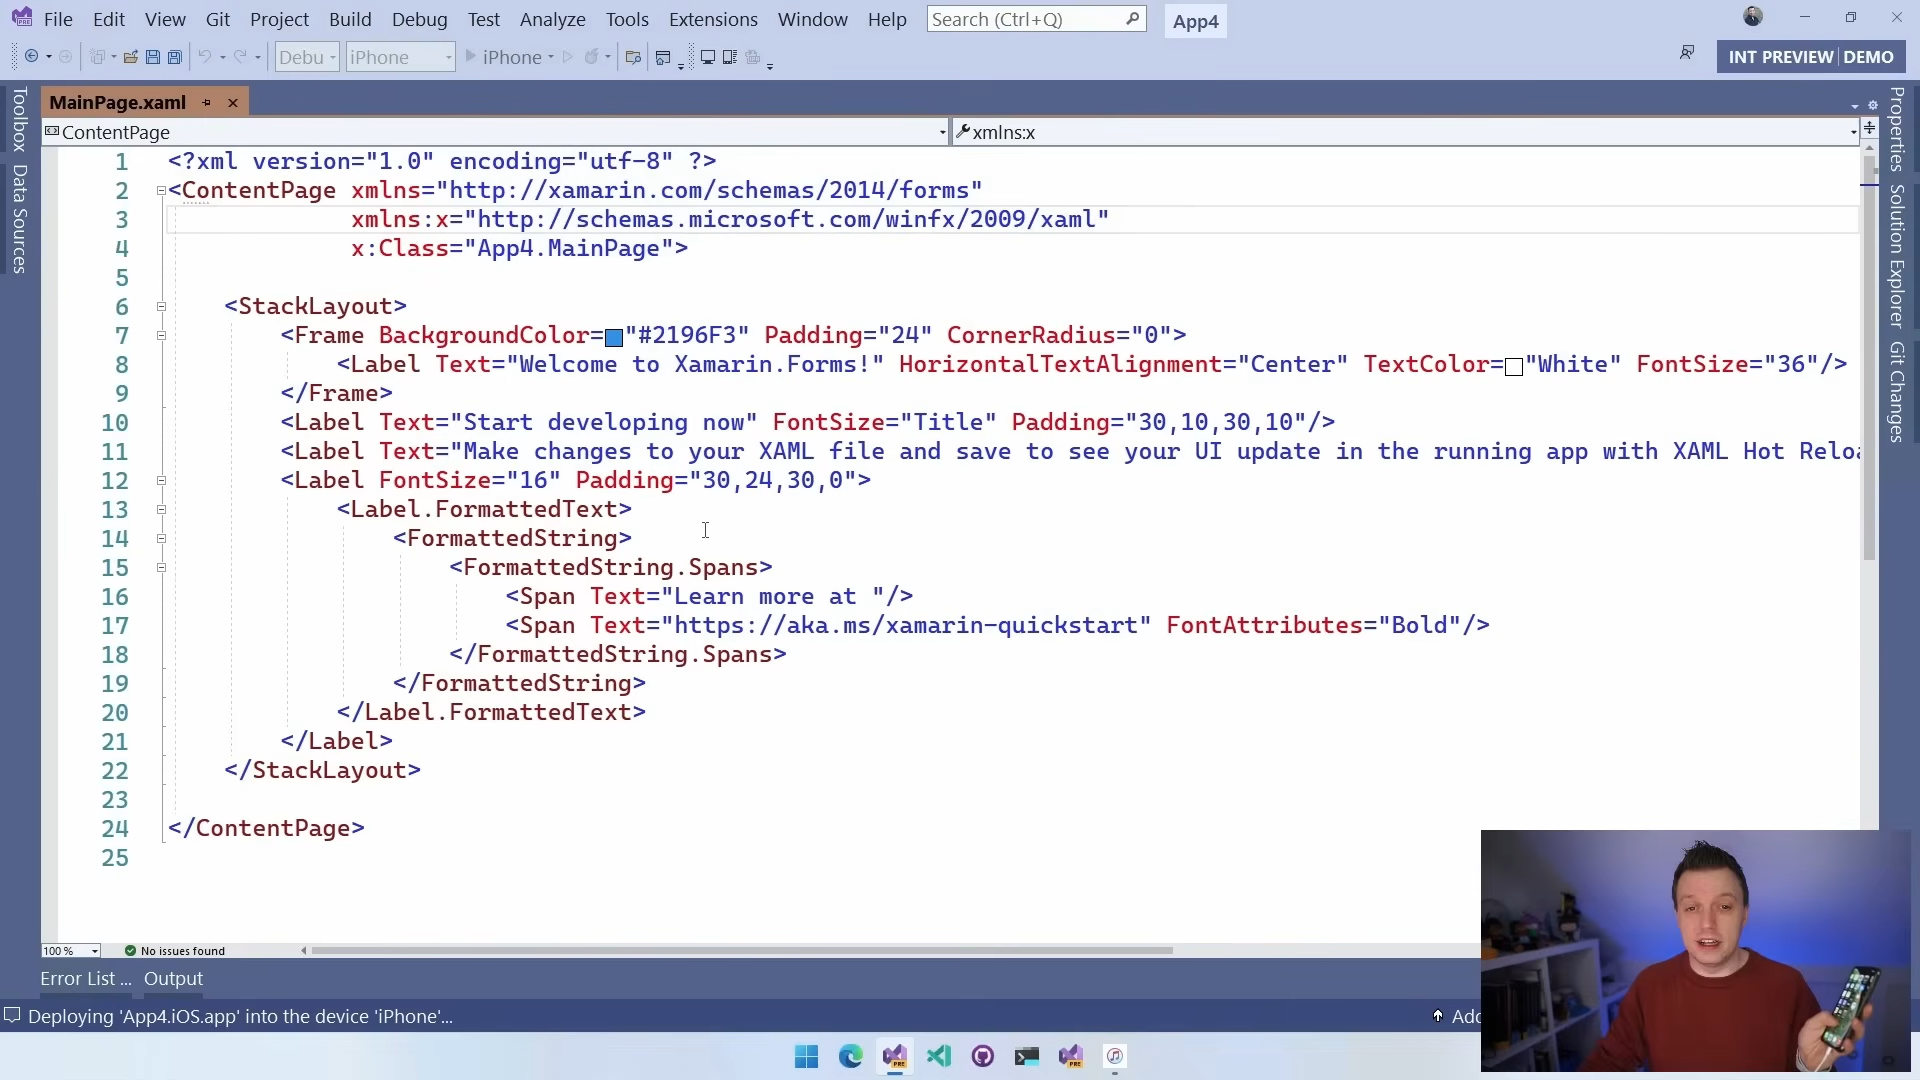 File Edit View Git Project Build Debug Test Analyze Tools Extensions Window Help Search (Ctrl+Q) App4
Debu iPhone iPhone INT PREVIEW DEMO
MainPage.xaml
ContentPage xmlns:x
1 <?xml version="1.0" encoding="utf-8" ?>
2 <ContentPage xmlns="http://xamarin.com/schemas/2014/forms"
3 xmlns:x="http://schemas.microsoft.com/winfx/2009/xaml"
4 x:Class="App4.MainPage">
5
6 <StackLayout>
7 <Frame BackgroundColor="#2196F3" Padding="24" CornerRadius="0">
8 <Label Text="Welcome to Xamarin.Forms!" HorizontalTextAlignment="Center" TextColor="White" FontSize="36"/>
9 </Frame>
10 <Label Text="Start developing now" FontSize="Title" Padding="30,10,30,10"/>
11 <Label Text="Make changes to your XAML file and save to see your UI update in the running app with XAML Hot Reloa
12 <Label FontSize="16" Padding="30,24,30,0">
13 <Label.FormattedText>
14 <FormattedString>
15 <FormattedString.Spans>
16 <Span Text="Learn more at "/>
17 <Span Text="https://aka.ms/xamarin-quickstart" FontAttributes="Bold"/>
18 </FormattedString.Spans>
19 </FormattedString>
20 </Label.FormattedText>
21 </Label>
22 </StackLayout>
23
24 </ContentPage>
25
100 % No issues found
Error List ... Output
Deploying 'App4.iOS.app' into the device 'iPhone'... Add
Toolbox
Data Sources
Properties
Solution Explorer
Git Changes